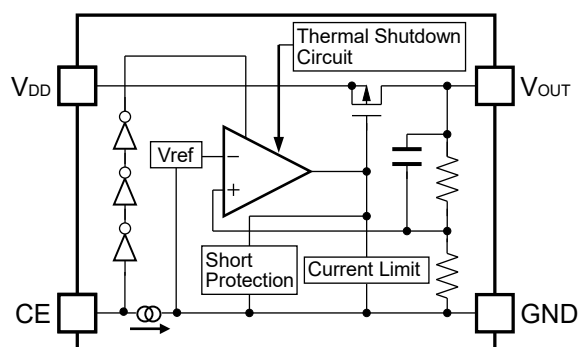 Thermal Shutdown
Circuit
VDD
VOUT
Vref
−
+
Short
Protection
Current Limit
CE
GND